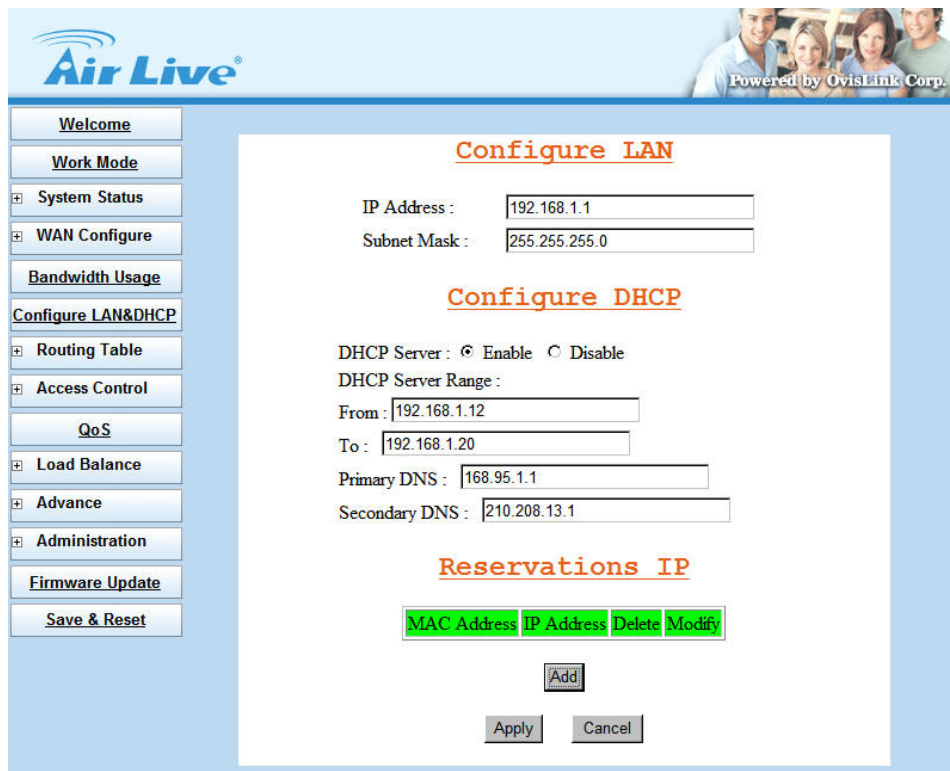 Air Live®
Powered by OvisLink Corp.
Welcome
Work Mode
System Status
WAN Configure
Bandwidth Usage
Configure LAN&DHCP
Routing Table
Access Control
QoS
Load Balance
Advance
Administration
Firmware Update
Save & Reset
Configure LAN
IP Address : 192.168.1.1
Subnet Mask : 255.255.255.0
Configure DHCP
DHCP Server : Enable Disable
DHCP Server Range :
From : 192.168.1.12
To : 192.168.1.20
Primary DNS : 168.95.1.1
Secondary DNS : 210.208.13.1
Reservations IP
MAC Address IP Address Delete Modify
Add
Apply Cancel